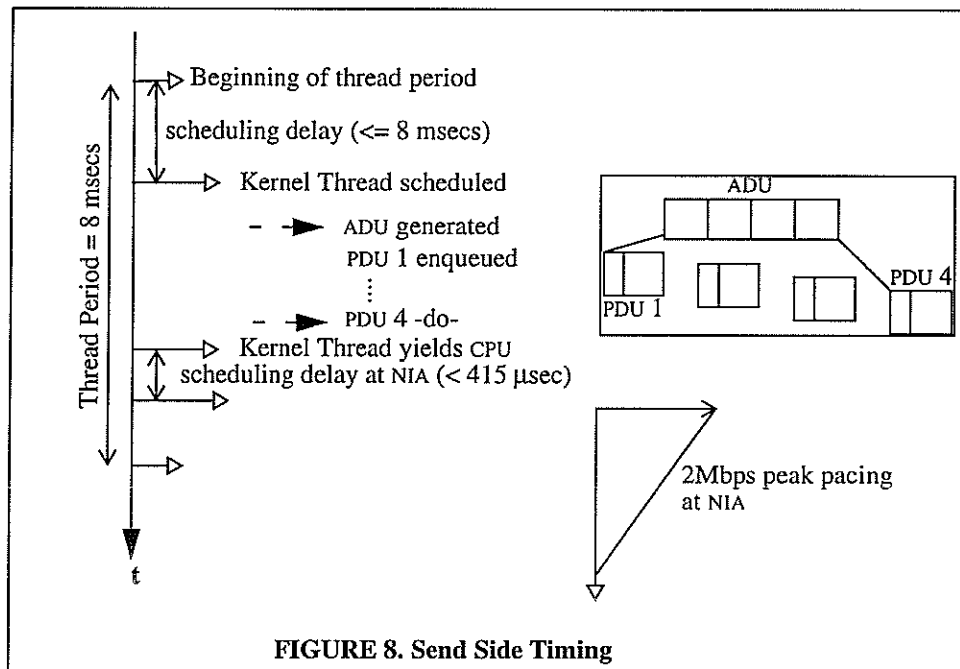 Beginning of thread period
scheduling delay (<= 8 msecs)
Kernel Thread scheduled
ADU generated
PDU 1 enqueued
PDU 4 -do-
Kernel Thread yields CPU
scheduling delay at NIA (< 415 µsec)
Thread Period = 8 msecs
t
ADU
PDU 1
PDU 4
2Mbps peak pacing
at NIA
FIGURE 8. Send Side Timing